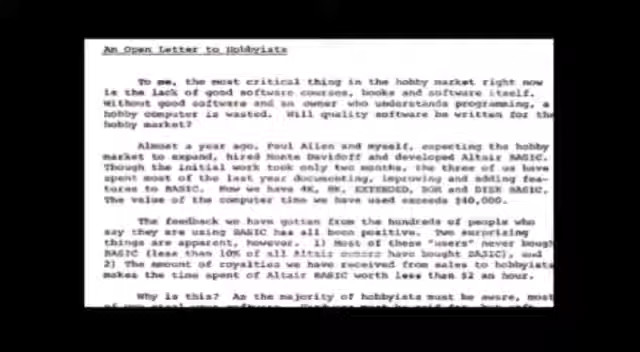 An Open Letter to Hobbyists
To me, the most critical thing in the hobby market right now
is the lack of good software courses, books and software itself.
Without good software and an owner who understands programming, a
hobby computer is wasted. Will quality software be written for the
hobby market?
Almost a year ago, Paul Allen and myself, expecting the hobby
market to expand, hired Monte Davidoff and developed Altair BASIC.
Though the initial work took only two months, the three of us have
spent most of the last year documenting, improving and adding fea-
tures to BASIC. Now we have 4K, 8K, EXTENDED, ROM and DISK BASIC.
The value of the computer time we have used exceeds $40,000.
The feedback we have gotten from the hundreds of people who
say they are using BASIC has all been positive. Two surprising
things are apparent, however. 1) Most of these "users" never bough
BASIC (less than 10% of all Altair owners have bought BASIC), and
2) The amount of royalties we have received from sales to hobbyists
makes the time spent of Altair BASIC worth less than $2 an hour.
Why is this? As the majority of hobbyists must be aware, most
of you steal your software.